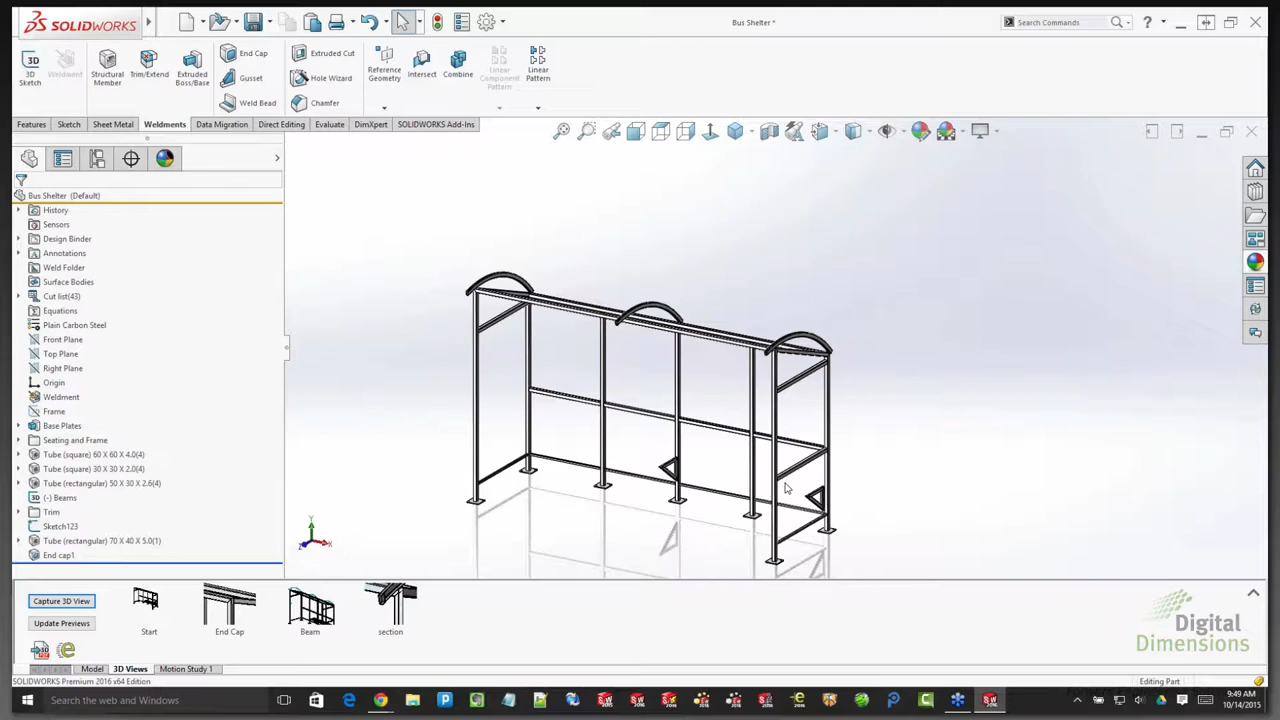 SOLIDWORKS
Bus Shelter *
Search Commands
3D Sketch
Weldment
Structural Member
Trim/Extend
Extruded Boss/Base
End Cap
Gusset
Weld Bead
Extruded Cut
Hole Wizard
Chamfer
Reference Geometry
Intersect
Combine
Linear Component Pattern
Linear Pattern
Features
Sketch
Sheet Metal
Weldments
Data Migration
Direct Editing
Evaluate
DimXpert
SOLIDWORKS Add-Ins
Bus Shelter (Default)
History
Sensors
Design Binder
Annotations
Weld Folder
Surface Bodies
Cut list(43)
Equations
Plain Carbon Steel
Front Plane
Top Plane
Right Plane
Origin
Weldment
Frame
Base Plates
Seating and Frame
Tube (square) 60 X 60 X 4.0(4)
Tube (square) 30 X 30 X 2.0(4)
Tube (rectangular) 50 X 30 X 2.6(4)
(-) Beams
Trim
Sketch123
Tube (rectangular) 70 X 40 X 5.0(1)
End cap1
Capture 3D View
Update Previews
Start
End Cap
Beam
section
Digital
Dimensions
Model
3D Views
Motion Study 1
SOLIDWORKS Premium 2016 x64 Edition
Editing Part
Search the web and Windows
9:49 AM
10/14/2015